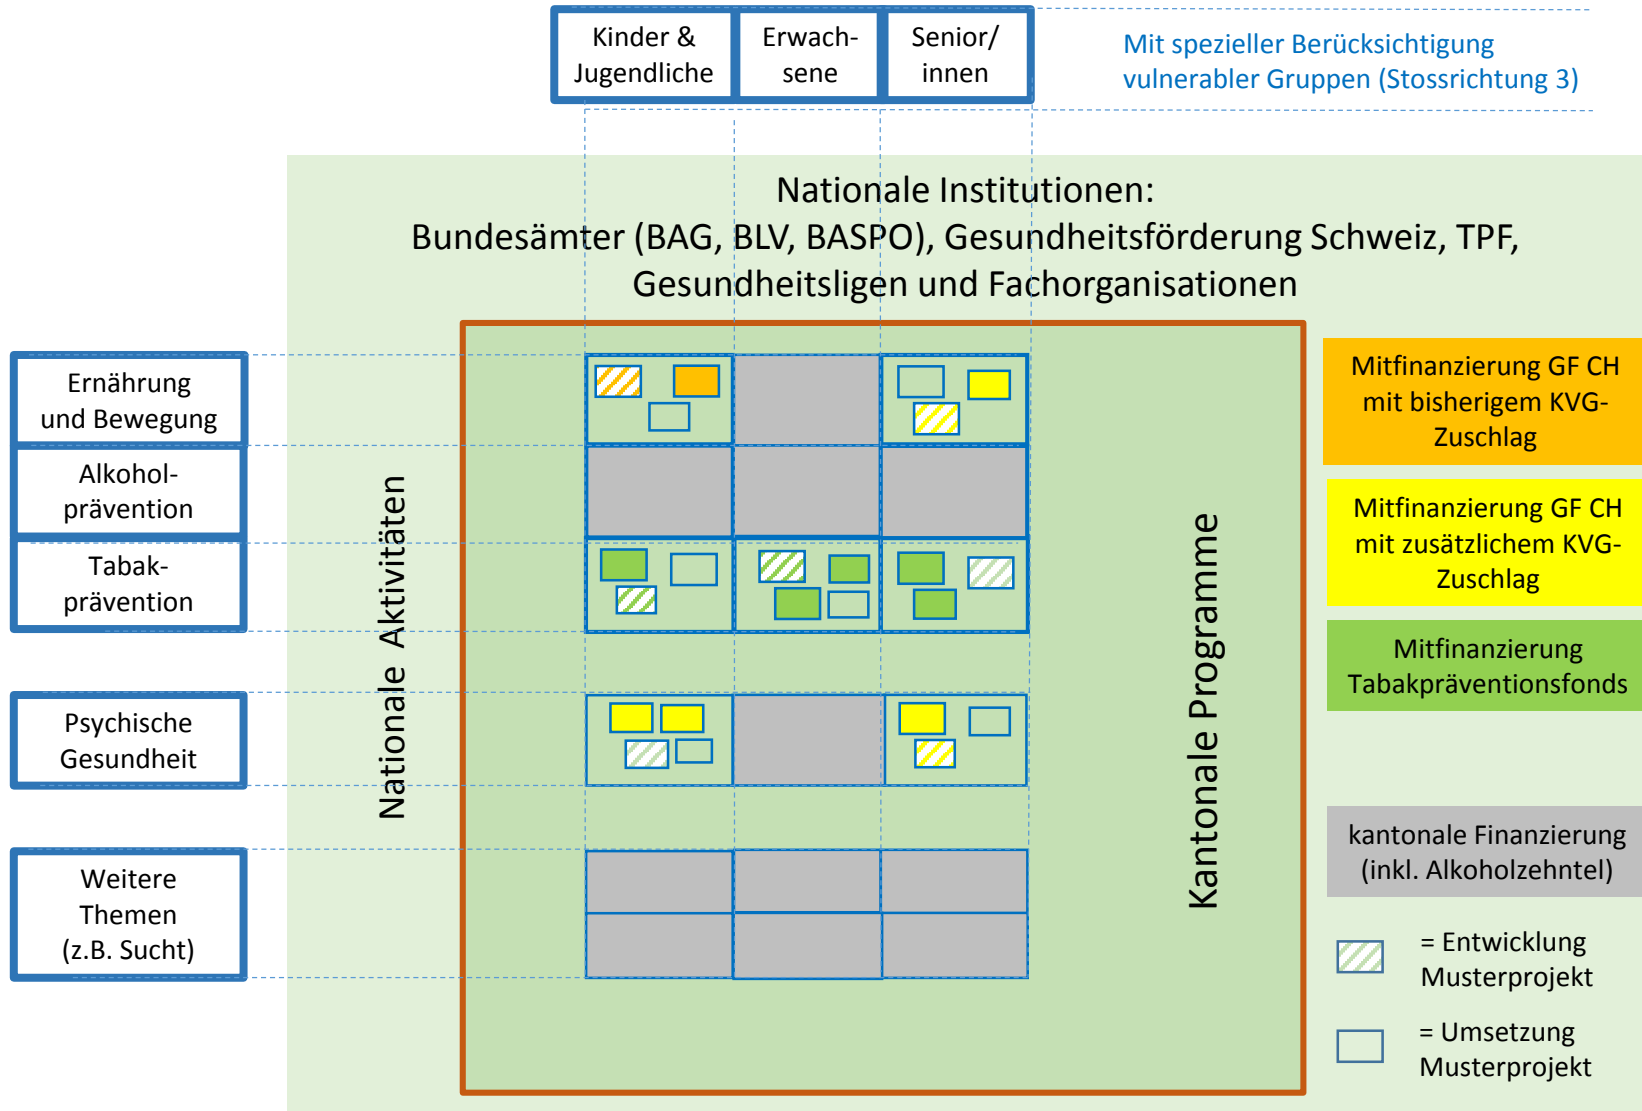 Kinder &
Jugendliche
Erwach-
sene
Senior/
innen
Mit spezieller Berücksichtigung
vulnerabler Gruppen (Stossrichtung 3)
Nationale Institutionen:
Bundesämter (BAG, BLV, BASPO), Gesundheitsförderung Schweiz, TPF,
Gesundheitsligen und Fachorganisationen
Ernährung
und Bewegung
Alkohol-
prävention
Tabak-
prävention
Psychische
Gesundheit
Weitere
Themen
(z.B. Sucht)
Nationale Aktivitäten
Kantonale Programme
Mitfinanzierung GF CH
mit bisherigem KVG-
Zuschlag
Mitfinanzierung GF CH
mit zusätzlichem KVG-
Zuschlag
Mitfinanzierung
Tabakpräventionsfonds
kantonale Finanzierung
(inkl. Alkoholzehntel)
= Entwicklung
Musterprojekt
= Umsetzung
Musterprojekt